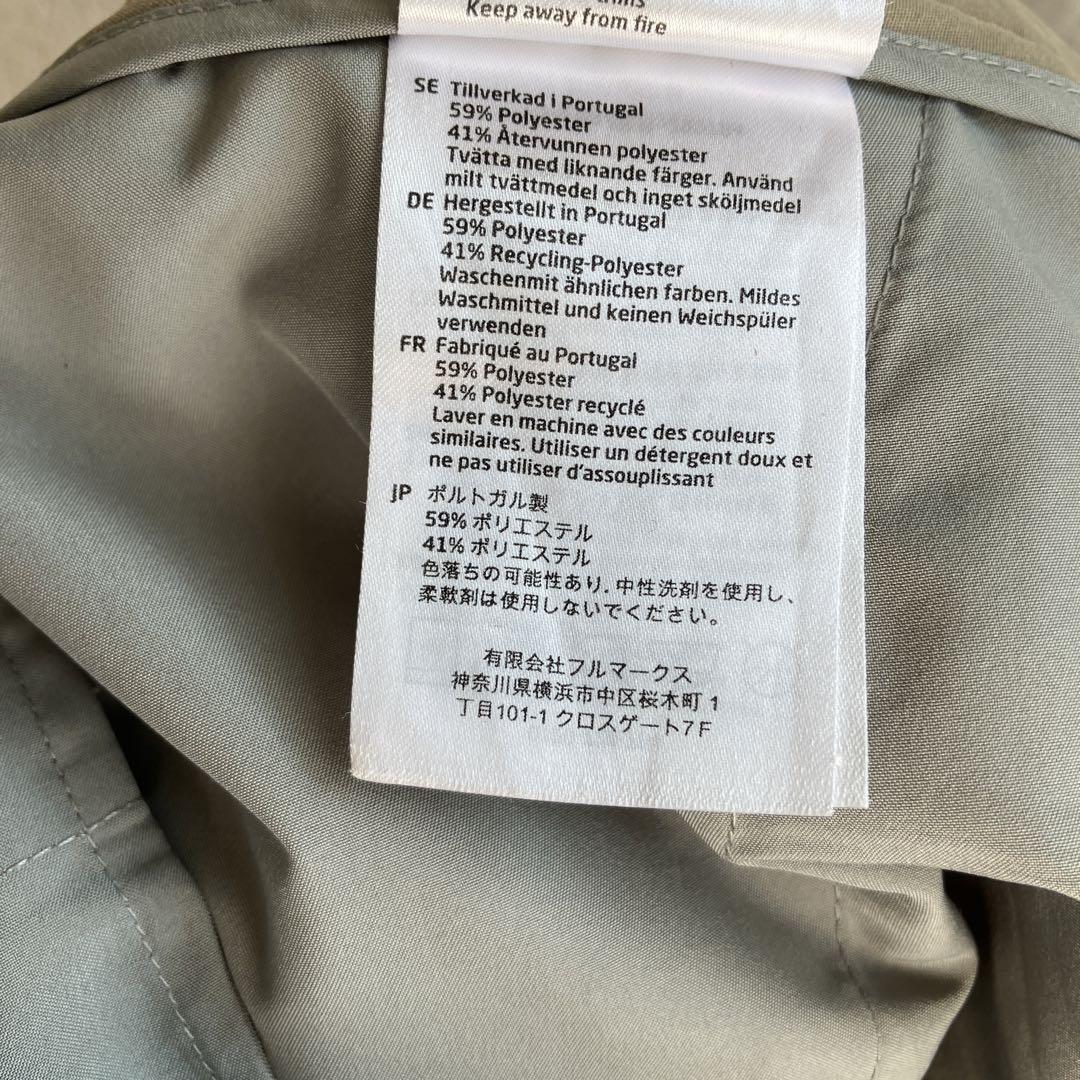 Keep away from fire
SE Tillverkad i Portugal
59% Polyester
41% Återvunnen polyester
Tvätta med liknande färger. Använd
milt tvättmedel och inget sköljmedel
DE Hergestellt in Portugal
59% Polyester
41% Recycling-Polyester
Waschenmit ähnlichen farben. Mildes
Waschmittel und keinen Weichspüler
verwenden
FR Fabriqué au Portugal
59% Polyester
41% Polyester recyclé
Laver en machine avec des couleurs
similaires. Utiliser un détergent doux et
ne pas utiliser d'assouplissant
JP ポルトガル製
59% ポリエステル
41% ポリエステル
色落ちの可能性あり. 中性洗剤を使用し、
柔軟剤は使用しないでください。
有限会社フルマークス
神奈川県横浜市中区桜木町 1
丁目101-1 クロスゲート7 F